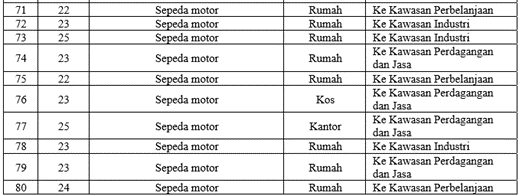 71 22 Sepeda motor Rumah Ke Kawasan Perbelanjaan
72 23 Sepeda motor Rumah Ke Kawasan Industri
73 25 Sepeda motor Rumah Ke Kawasan Industri
74 23 Sepeda motor Rumah Ke Kawasan Perdagangan
dan Jasa
75 22 Sepeda motor Rumah Ke Kawasan Perbelanjaan
76 23 Sepeda motor Kos Ke Kawasan Perdagangan
dan Jasa
77 25 Sepeda motor Kantor Ke Kawasan Perdagangan
dan Jasa
78 23 Sepeda motor Rumah Ke Kawasan Industri
79 23 Sepeda motor Rumah Ke Kawasan Perdagangan
dan Jasa
80 24 Sepeda motor Rumah Ke Kawasan Perbelanjaan